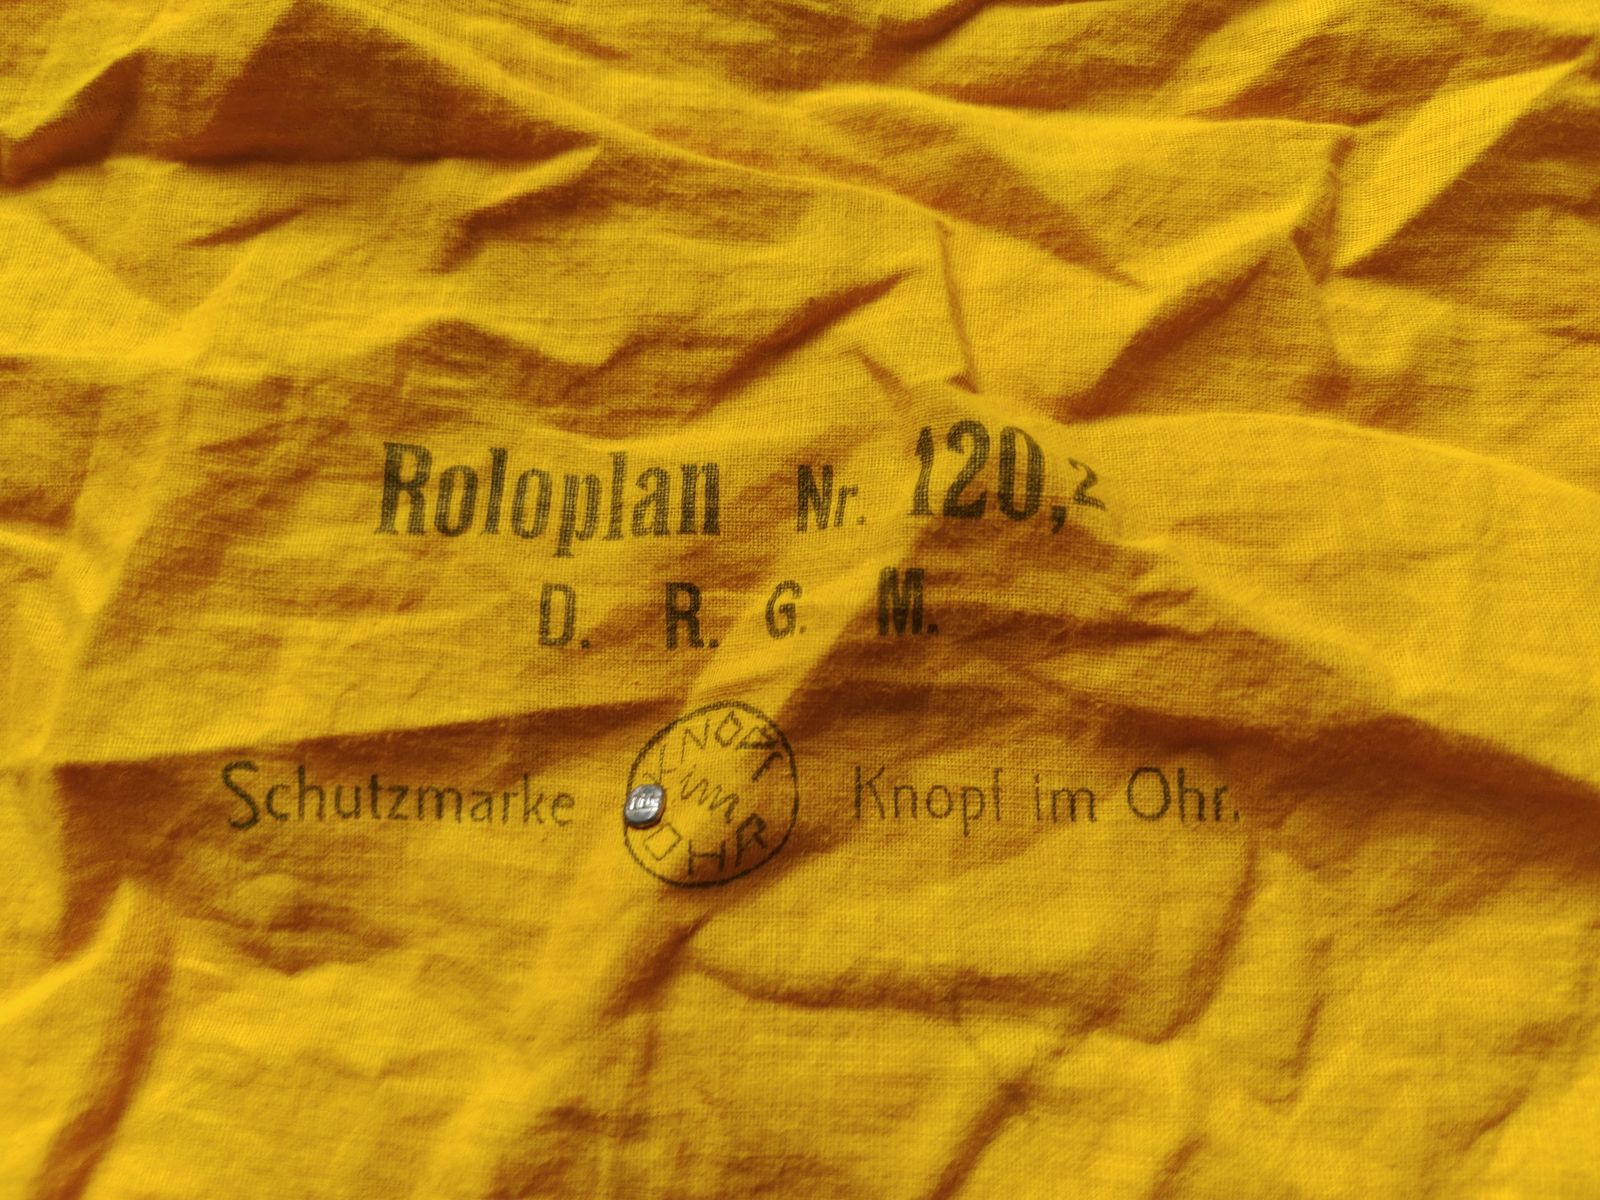 Roloplan Nr. 120,2
D. R. G. M.
Schutzmarke KNOPF im OHR Knopf im Ohr.